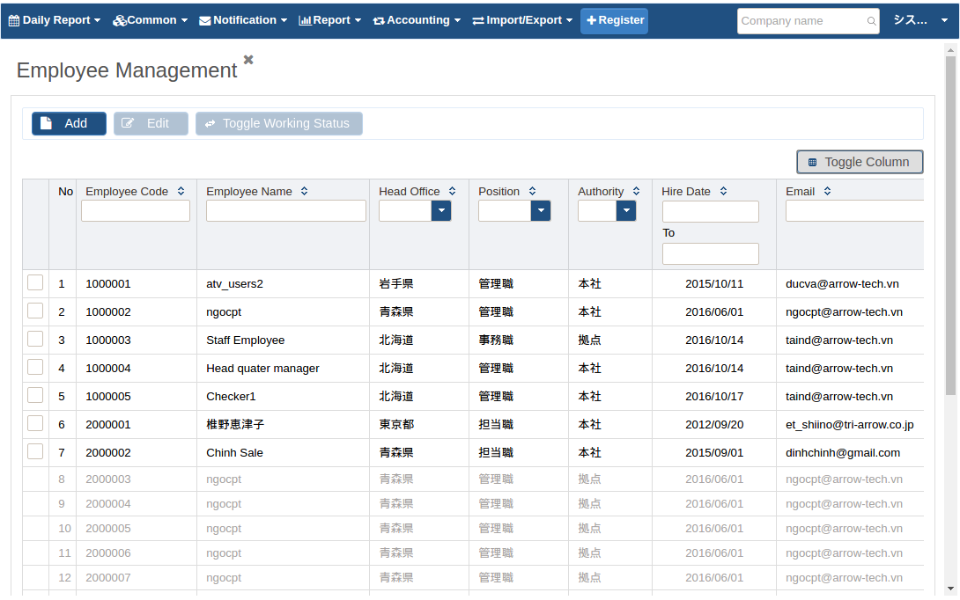 Daily Report Common Notification Report Accounting Import/Export Register Company name シス...
Employee Management
Add Edit Toggle Working Status
Toggle Column
No Employee Code Employee Name Head Office Position Authority Hire Date Email
To
1 1000001 atv_users2 岩手県 管理職 本社 2015/10/11 ducva@arrow-tech.vn
2 1000002 ngocpt 青森県 管理職 本社 2016/06/01 ngocpt@arrow-tech.vn
3 1000003 Staff Employee 北海道 事務職 拠点 2016/10/14 taind@arrow-tech.vn
4 1000004 Head quater manager 北海道 管理職 本社 2016/10/14 taind@arrow-tech.vn
5 1000005 Checker1 北海道 管理職 本社 2016/10/17 taind@arrow-tech.vn
6 2000001 椎野恵津子 東京都 担当職 本社 2012/09/20 et_shiino@tri-arrow.co.jp
7 2000002 Chinh Sale 青森県 担当職 本社 2015/09/01 dinhchinh@gmail.com
8 2000003 ngocpt 青森県 管理職 拠点 2016/06/01 ngocpt@arrow-tech.vn
9 2000004 ngocpt 青森県 管理職 拠点 2016/06/01 ngocpt@arrow-tech.vn
10 2000005 ngocpt 青森県 管理職 拠点 2016/06/01 ngocpt@arrow-tech.vn
11 2000006 ngocpt 青森県 管理職 拠点 2016/06/01 ngocpt@arrow-tech.vn
12 2000007 ngocpt 青森県 管理職 拠点 2016/06/01 ngocpt@arrow-tech.vn